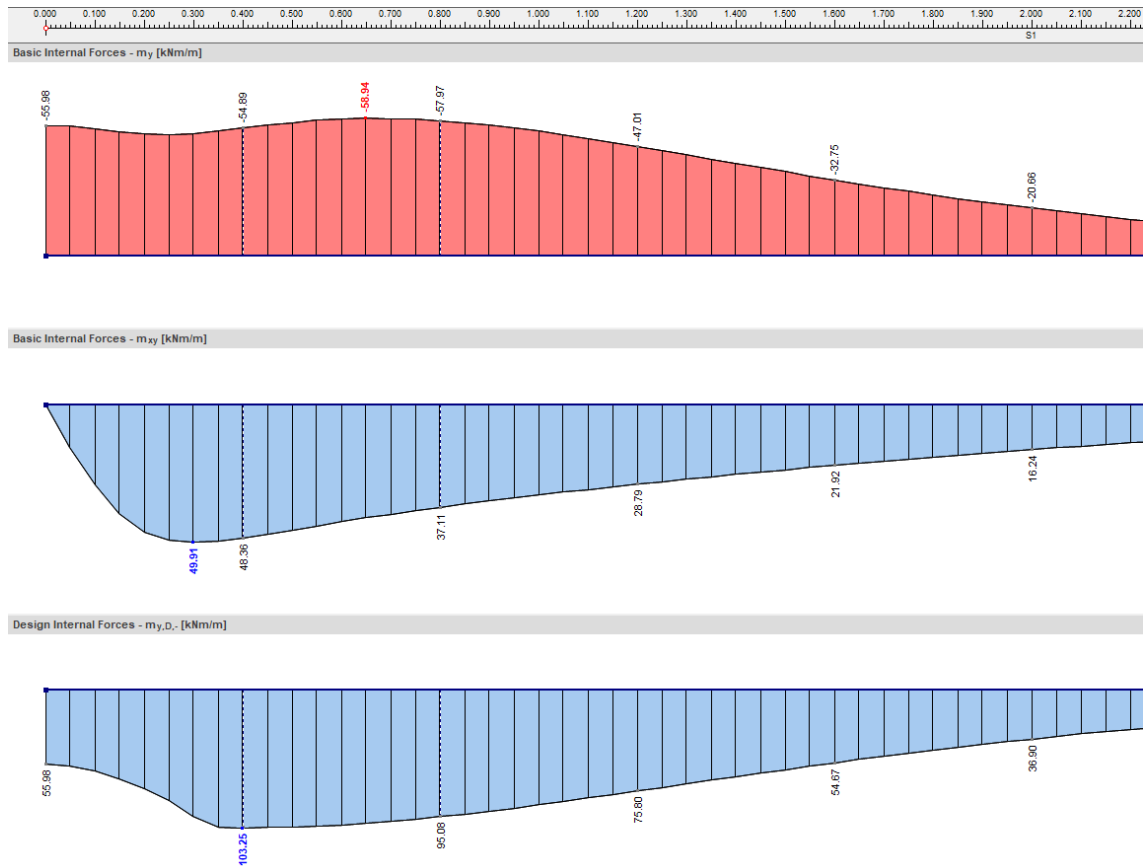 0.000 0.100 0.200 0.300 0.400 0.500 0.600 0.700 0.800 0.900 1.000 1.100 1.200 1.300 1.400 1.500 1.600 1.700 1.800 1.900 2.000 2.100 2.200
S1
Basic Internal Forces - my [kNm/m]
-55.98 -54.89 -58.94 -57.97 -47.01 -32.75 -20.66
Basic Internal Forces - mxy [kNm/m]
49.91 48.36 37.11 28.79 21.92 16.24
Design Internal Forces - my,D,- [kNm/m]
55.98 103.25 95.08 75.80 54.67 36.90